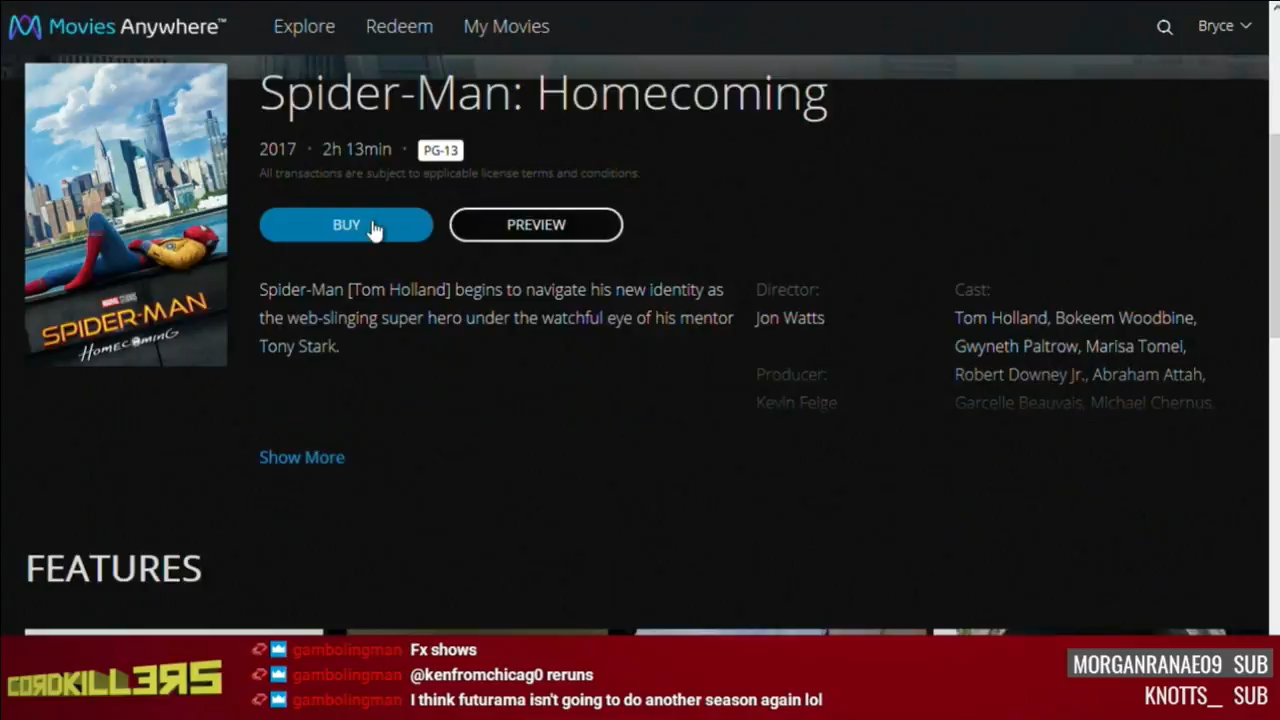 Movies Anywhere™ Explore Redeem My Movies Bryce
Spider-Man: Homecoming
2017 · 2h 13min · PG-13
All transactions are subject to applicable license terms and conditions.
BUY PREVIEW
MARVEL STUDIOS
SPIDER-MAN
HOMECOMING
Spider-Man [Tom Holland] begins to navigate his new identity as
the web-slinging super hero under the watchful eye of his mentor
Tony Stark.
Director:
Jon Watts
Producer:
Kevin Feige
Cast:
Tom Holland, Bokeem Woodbine,
Gwyneth Paltrow, Marisa Tomei,
Robert Downey Jr., Abraham Attah,
Garcelle Beauvais, Michael Chernus,
Show More
FEATURES
CORDKILLERS
gambolingman Fx shows
gambolingman @kenfromchicag0 reruns
gambolingman I think futurama isn't going to do another season again lol
MORGANRANAE09 SUB
KNOTTS__ SUB